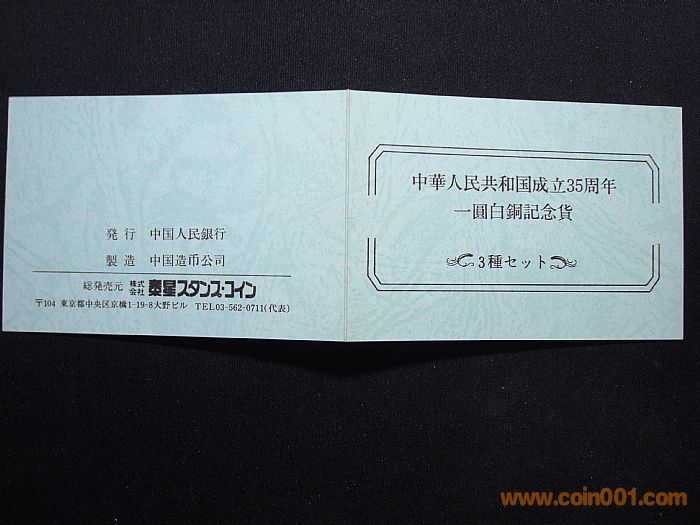 中華人民共和国成立35周年
一圓白銅記念貨
3種セット
発行 中国人民銀行
製造 中国造币公司
総発売元 株式会社 泰星スタンプ・コイン
〒104 東京都中央区京橋1-19-8大野ビル TEL03-562-0711(代表)
www.coin001.com